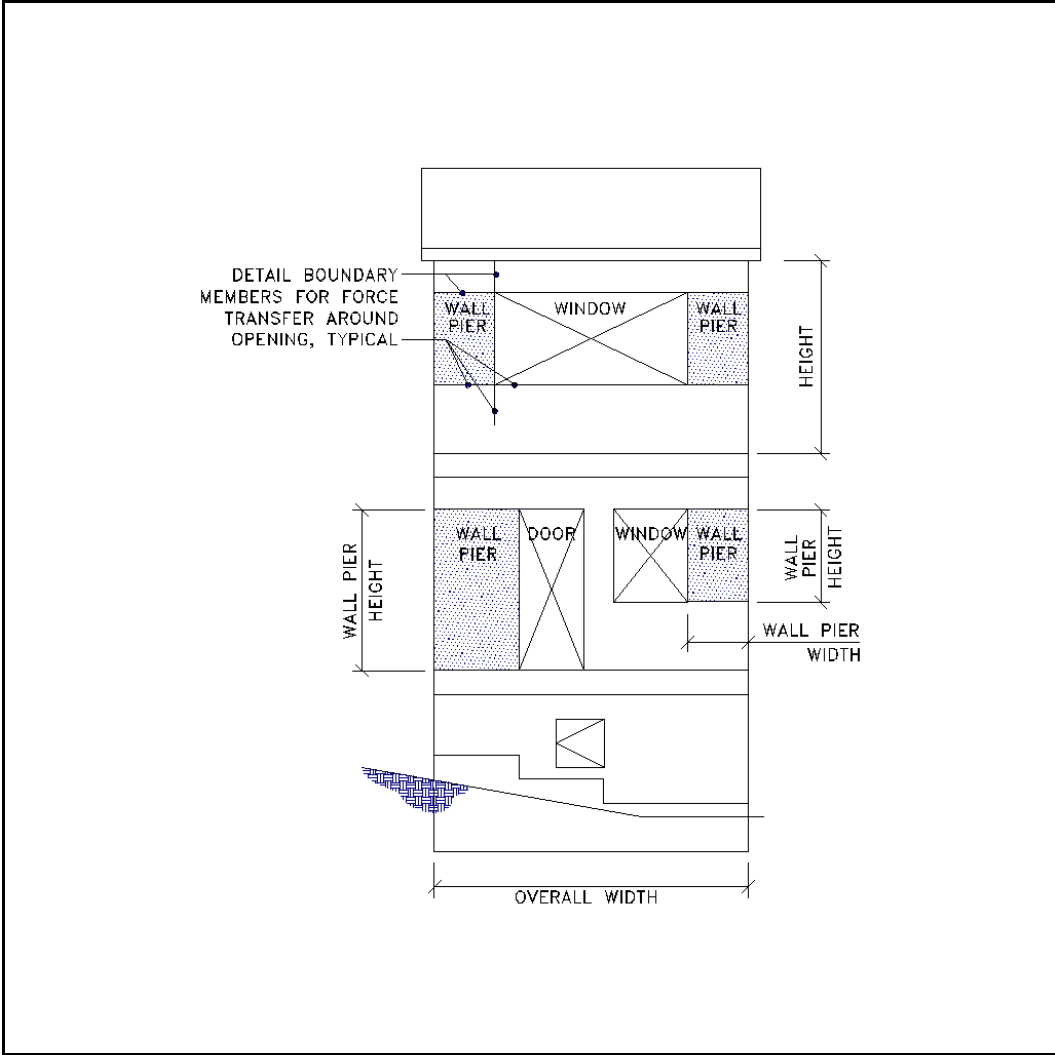 DETAIL BOUNDARY
MEMBERS FOR FORCE
TRANSFER AROUND
OPENING, TYPICAL
WALL
PIER
WINDOW
WALL
PIER
HEIGHT
WALL PIER
HEIGHT
WALL
PIER
DOOR
WINDOW
WALL
PIER
WALL
PIER
HEIGHT
WALL PIER
WIDTH
OVERALL WIDTH